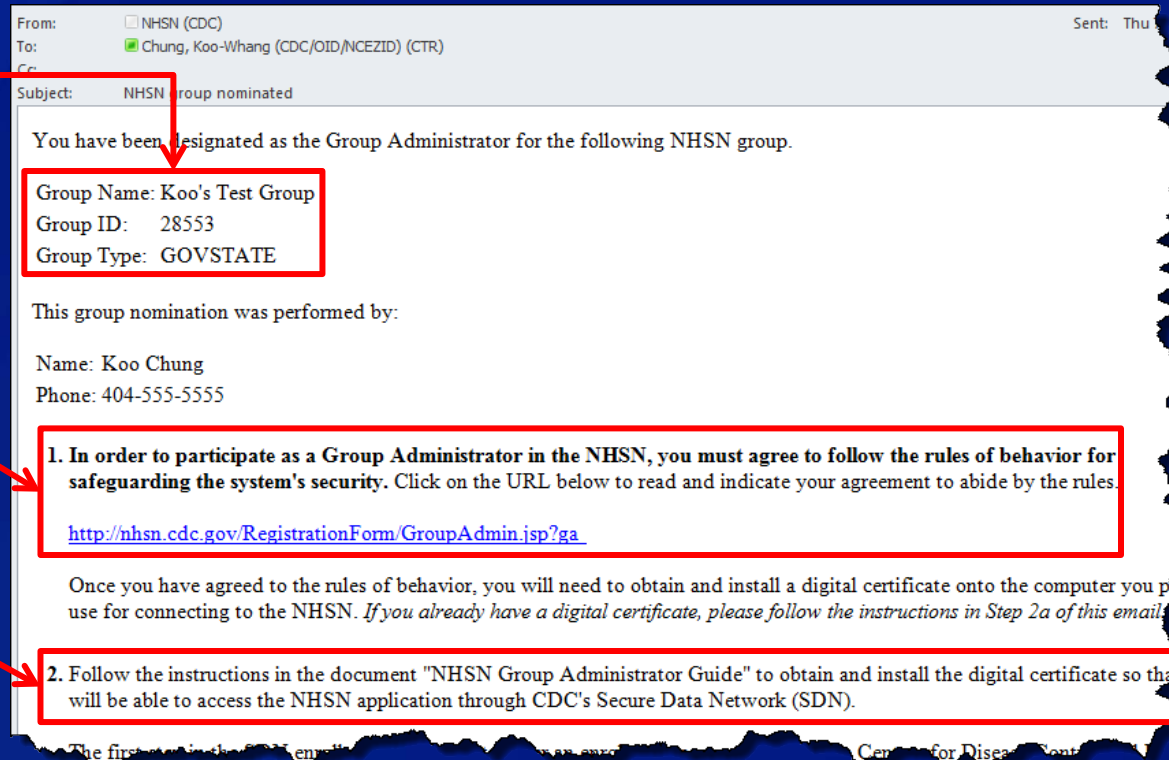 From: NHSN (CDC) Sent: Thu
To: Chung, Koo-Whang (CDC/OID/NCEZID) (CTR)
Cc:
Subject: NHSN group nominated
You have been designated as the Group Administrator for the following NHSN group.
Group Name: Koo's Test Group
Group ID: 28553
Group Type: GOVSTATE
This group nomination was performed by:
Name: Koo Chung
Phone: 404-555-5555
1. In order to participate as a Group Administrator in the NHSN, you must agree to follow the rules of behavior for
safeguarding the system's security. Click on the URL below to read and indicate your agreement to abide by the rules.
http://nhsn.cdc.gov/RegistrationForm/GroupAdmin.jsp?ga_
Once you have agreed to the rules of behavior, you will need to obtain and install a digital certificate onto the computer you
use for connecting to the NHSN. If you already have a digital certificate, please follow the instructions in Step 2a of this email
2. Follow the instructions in the document "NHSN Group Administrator Guide" to obtain and install the digital certificate so
will be able to access the NHSN application through CDC's Secure Data Network (SDN).
The first step in the